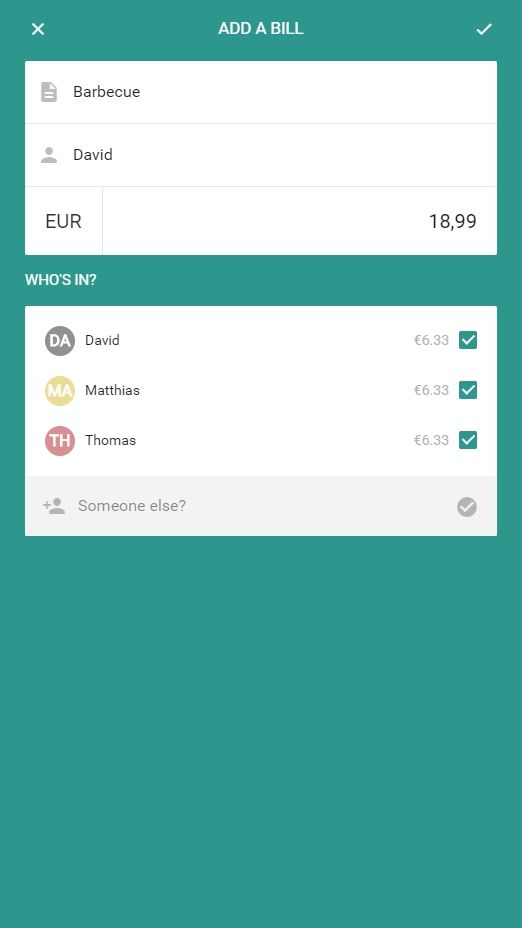 ADD A BILL
Barbecue
David
EUR 18,99
WHO'S IN?
DA David €6.33
MA Matthias €6.33
TH Thomas €6.33
Someone else?